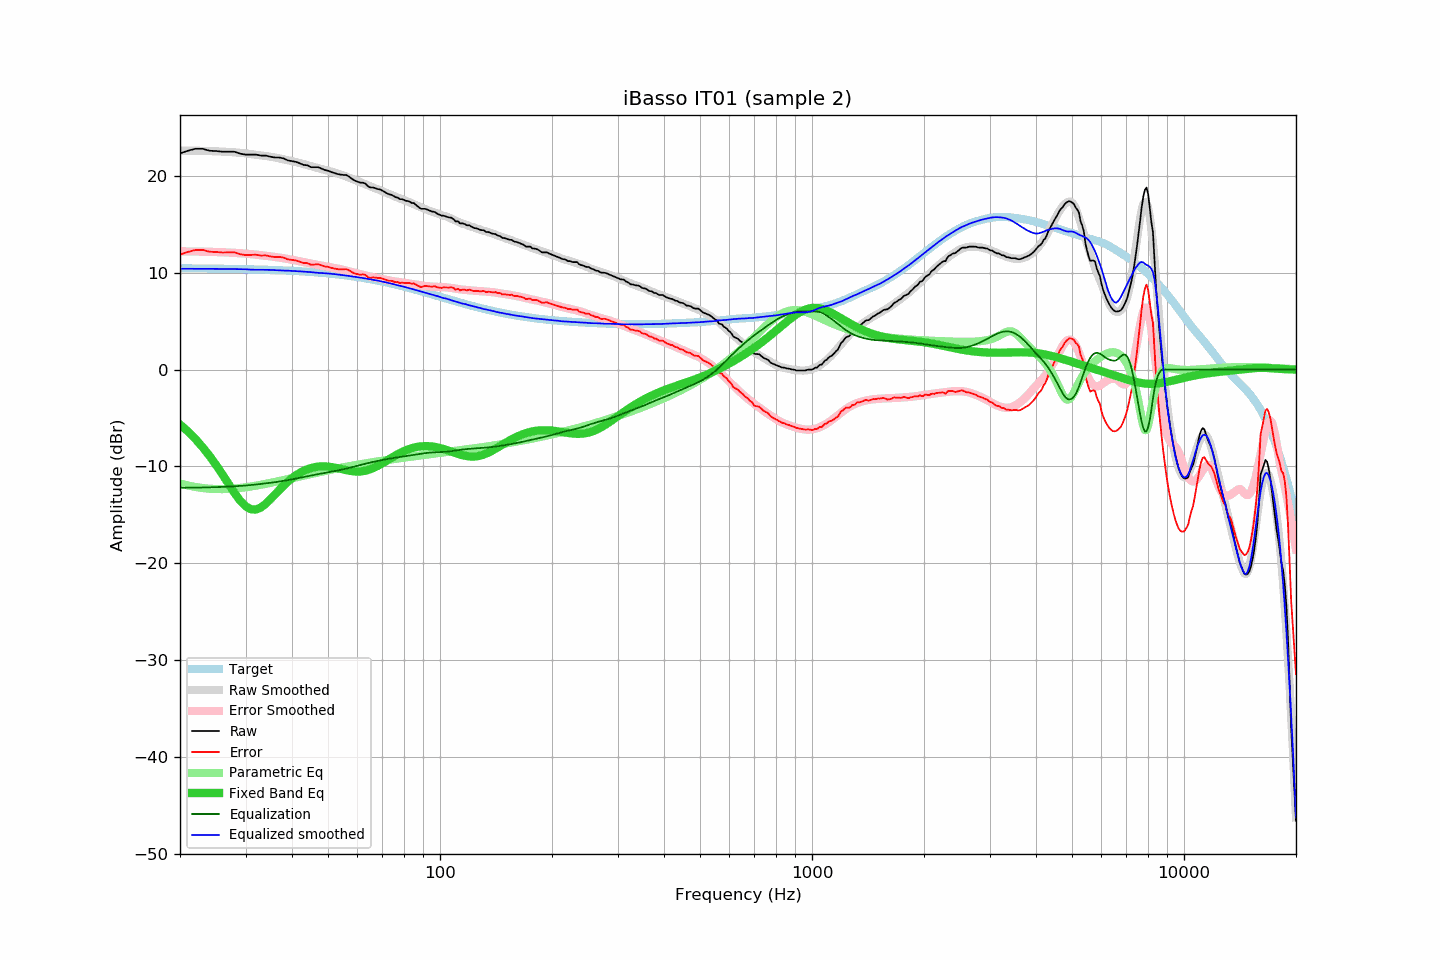 iBasso IT01 (sample 2)
20
10
0
−10
−20
−30
−40
−50
Amplitude (dBr)
Target
Raw Smoothed
Error Smoothed
Raw
Error
Parametric Eq
Fixed Band Eq
Equalization
Equalized smoothed
100
1000
10000
Frequency (Hz)